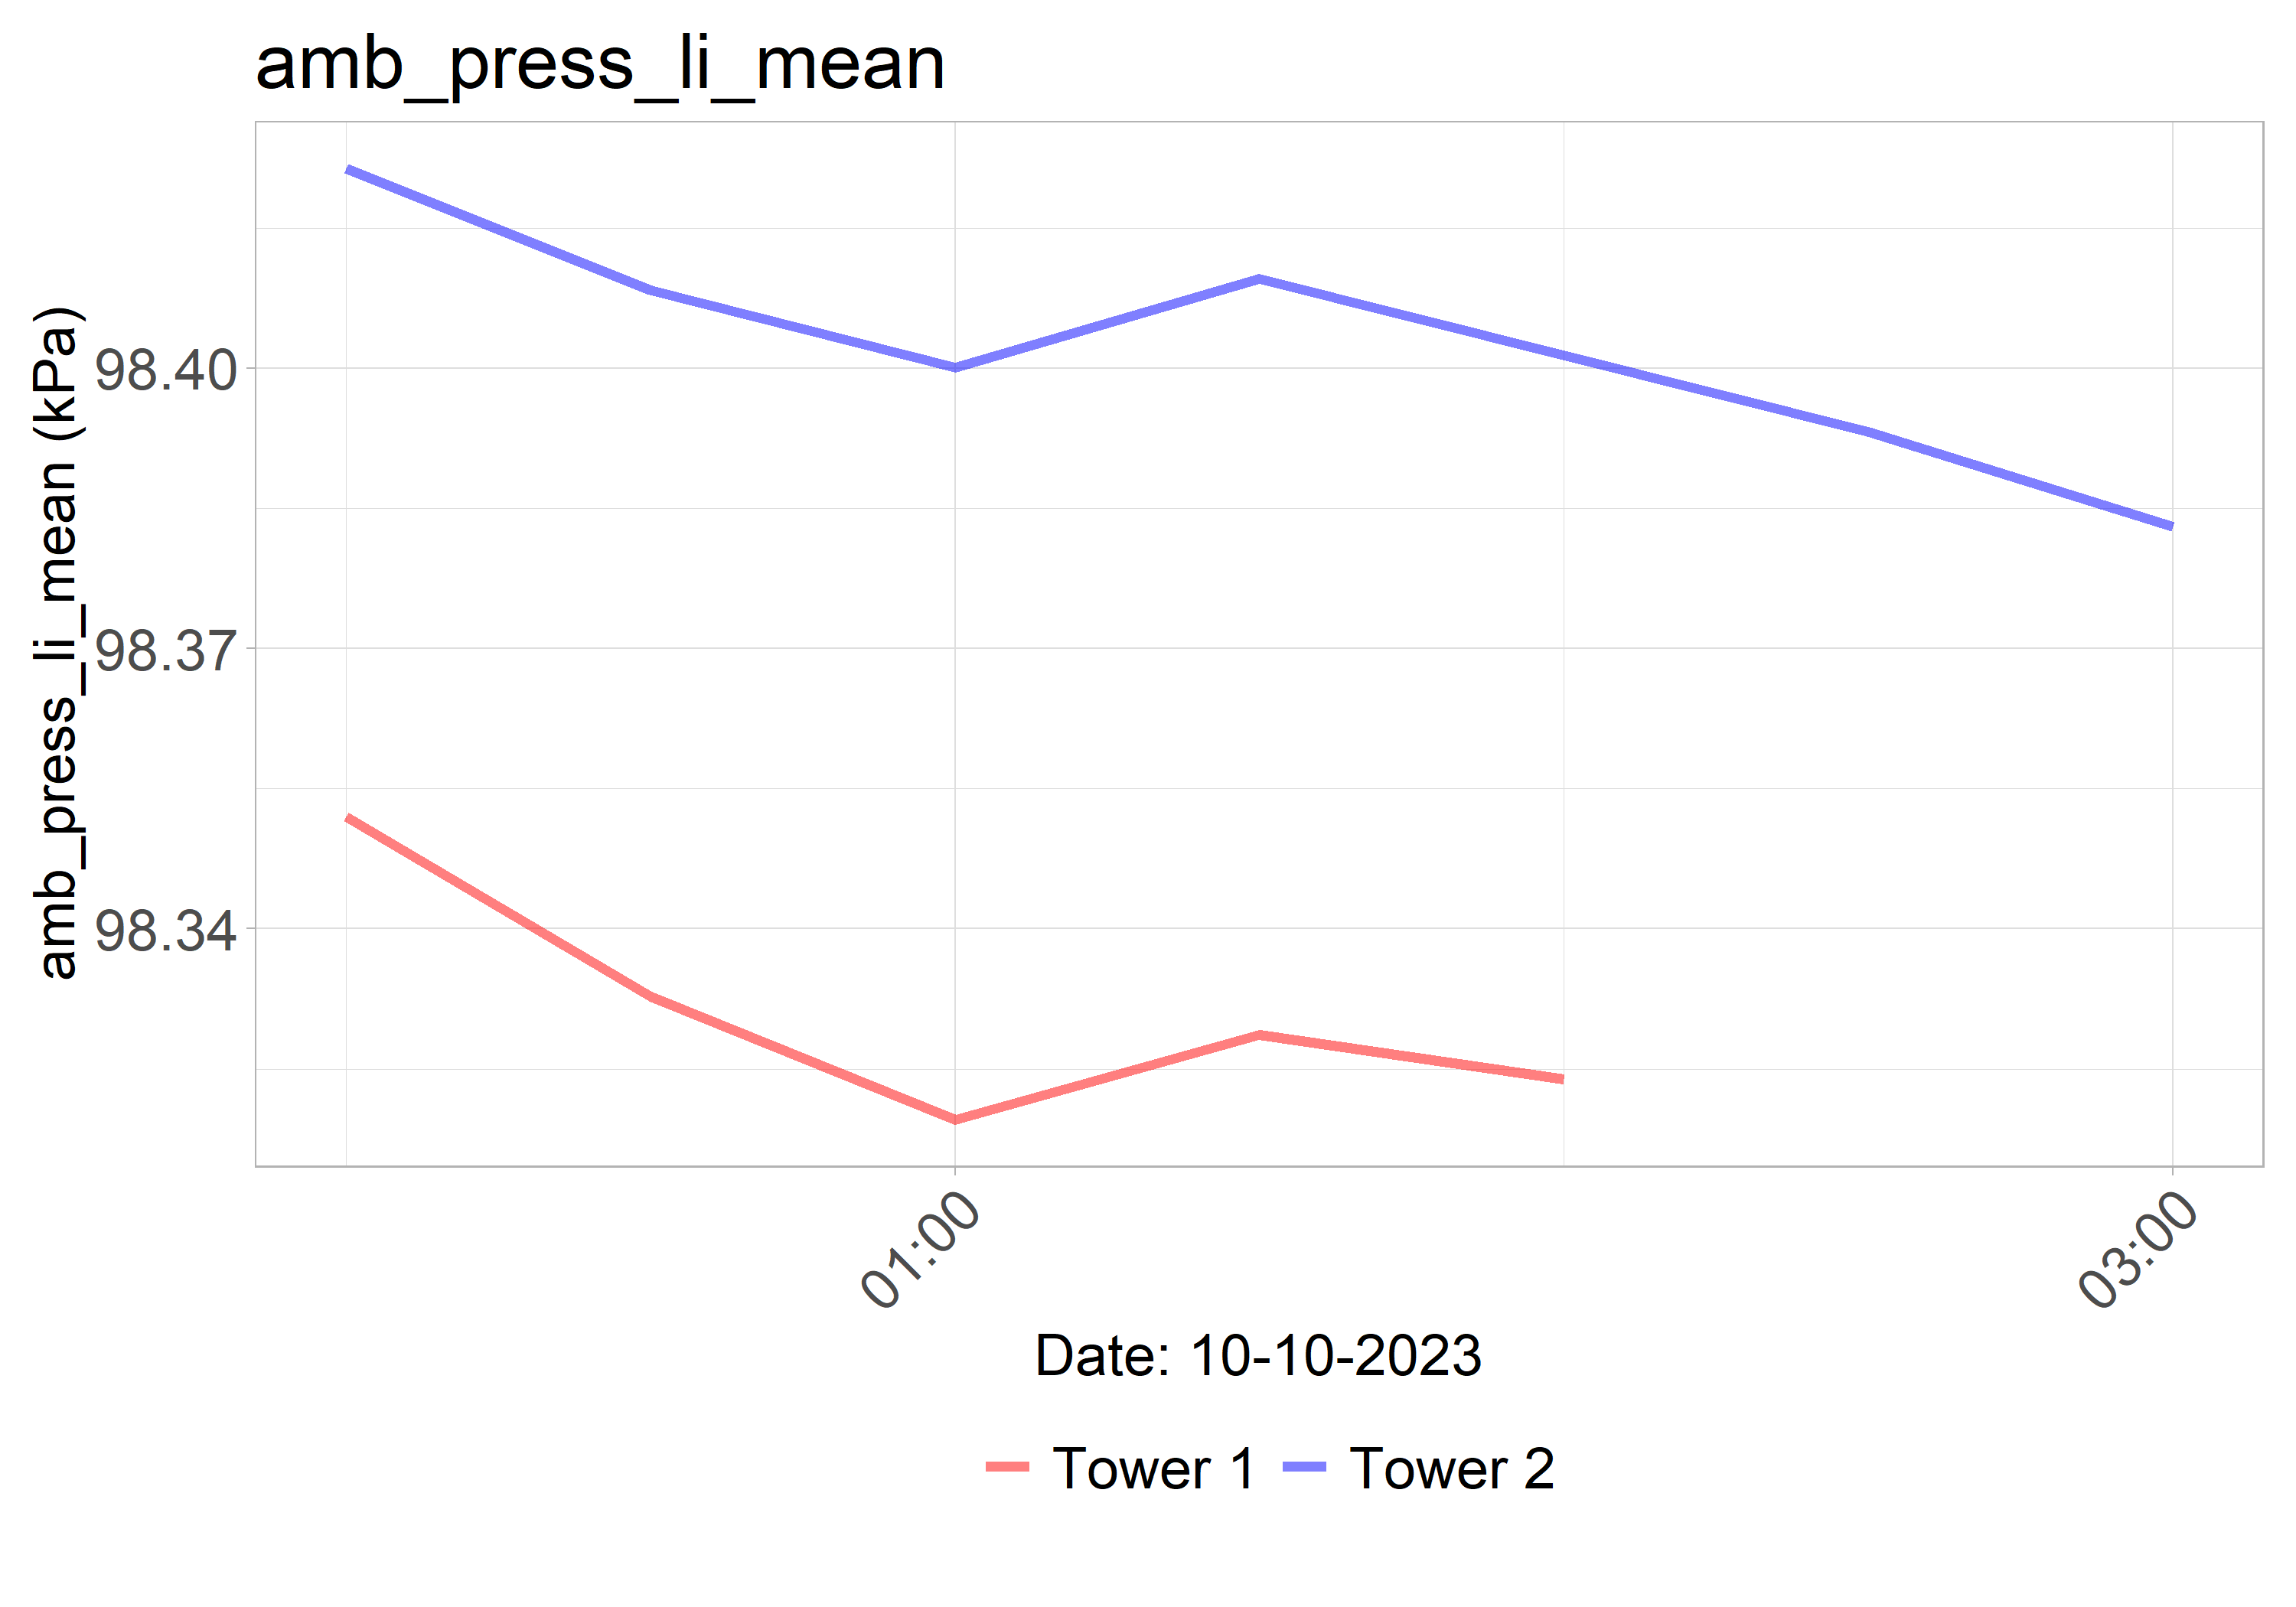 amb_press_li_mean
amb_press_li_mean (kPa)
98.40
98.37
98.34
01:00
03:00
Date: 10-10-2023
Tower 1
Tower 2